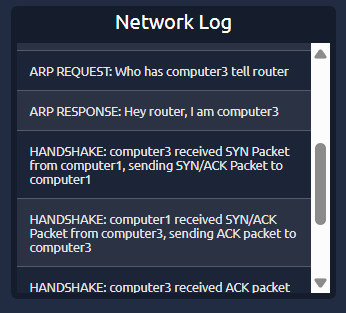 Network Log
ARP REQUEST: Who has computer3 tell router
ARP RESPONSE: Hey router, I am computer3
HANDSHAKE: computer3 received SYN Packet
from computer1, sending SYN/ACK Packet to
computer1
HANDSHAKE: computer1 received SYN/ACK
Packet from computer3, sending ACK packet to
computer3
HANDSHAKE: computer3 received ACK packet